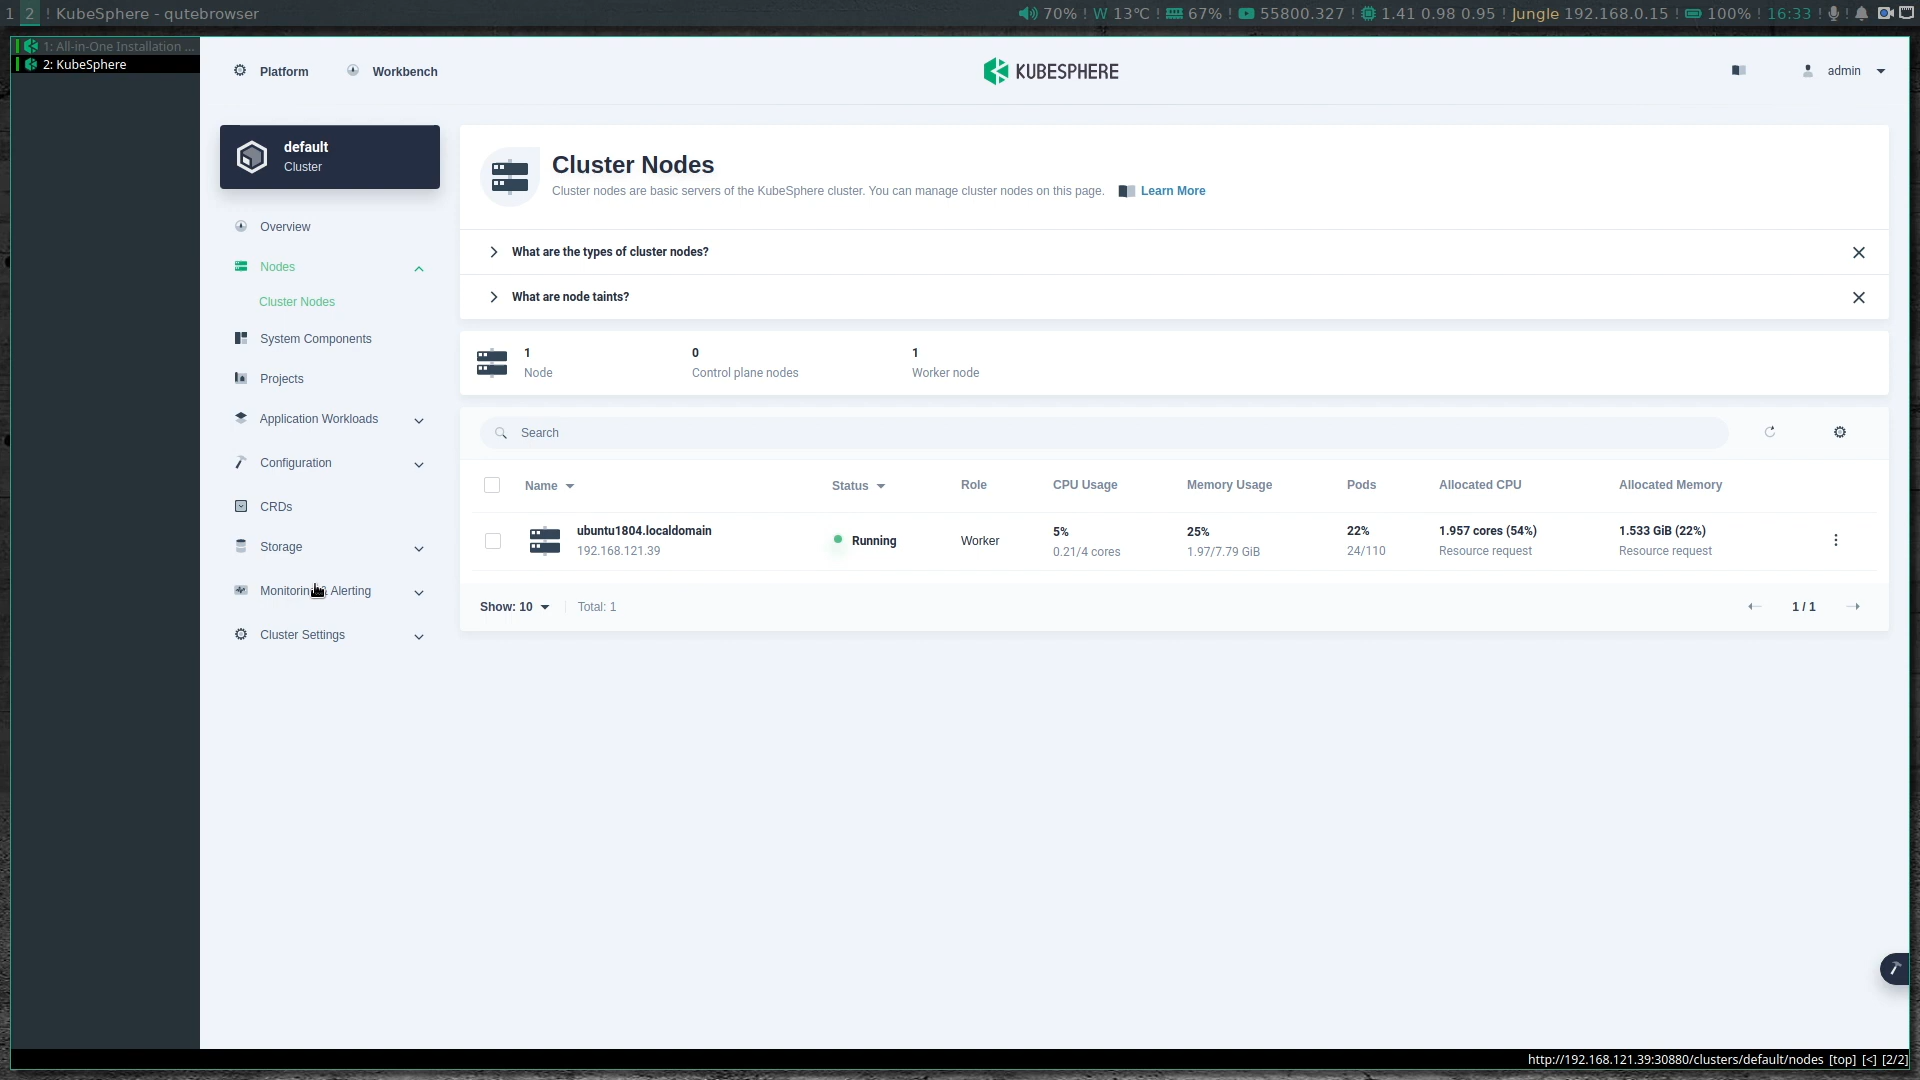 1 2 ! KubeSphere - qutebrowser
70% ! W 13°C ! 67% ! 55800.327 ! 1.41 0.98 0.95 ! Jungle 192.168.0.15 ! 100% ! 16:33 ! !
1: All-in-One Installation ...
2: KubeSphere
Platform
Workbench
KUBESPHERE
admin
default
Cluster
Overview
Nodes
Cluster Nodes
System Components
Projects
Application Workloads
Configuration
CRDs
Storage
Alerting
Cluster Settings
Cluster Nodes
Cluster nodes are basic servers of the KubeSphere cluster. You can manage cluster nodes on this page. Learn More
What are the types of cluster nodes?
What are node taints?
1 0 1
Node Control plane nodes Worker node
Search
Name Status Role CPU Usage Memory Usage Pods Allocated CPU Allocated Memory
ubuntu1804.localdomain Running Worker 5% 25% 22% 1.957 cores (54%) 1.533 GiB (22%)
192.168.121.39 0.21/4 cores 1.97/7.79 GiB 24/110 Resource request Resource request
Show: 10 Total: 1 1 / 1
http://192.168.121.39:30880/clusters/default/nodes [top] [<] [2/2]